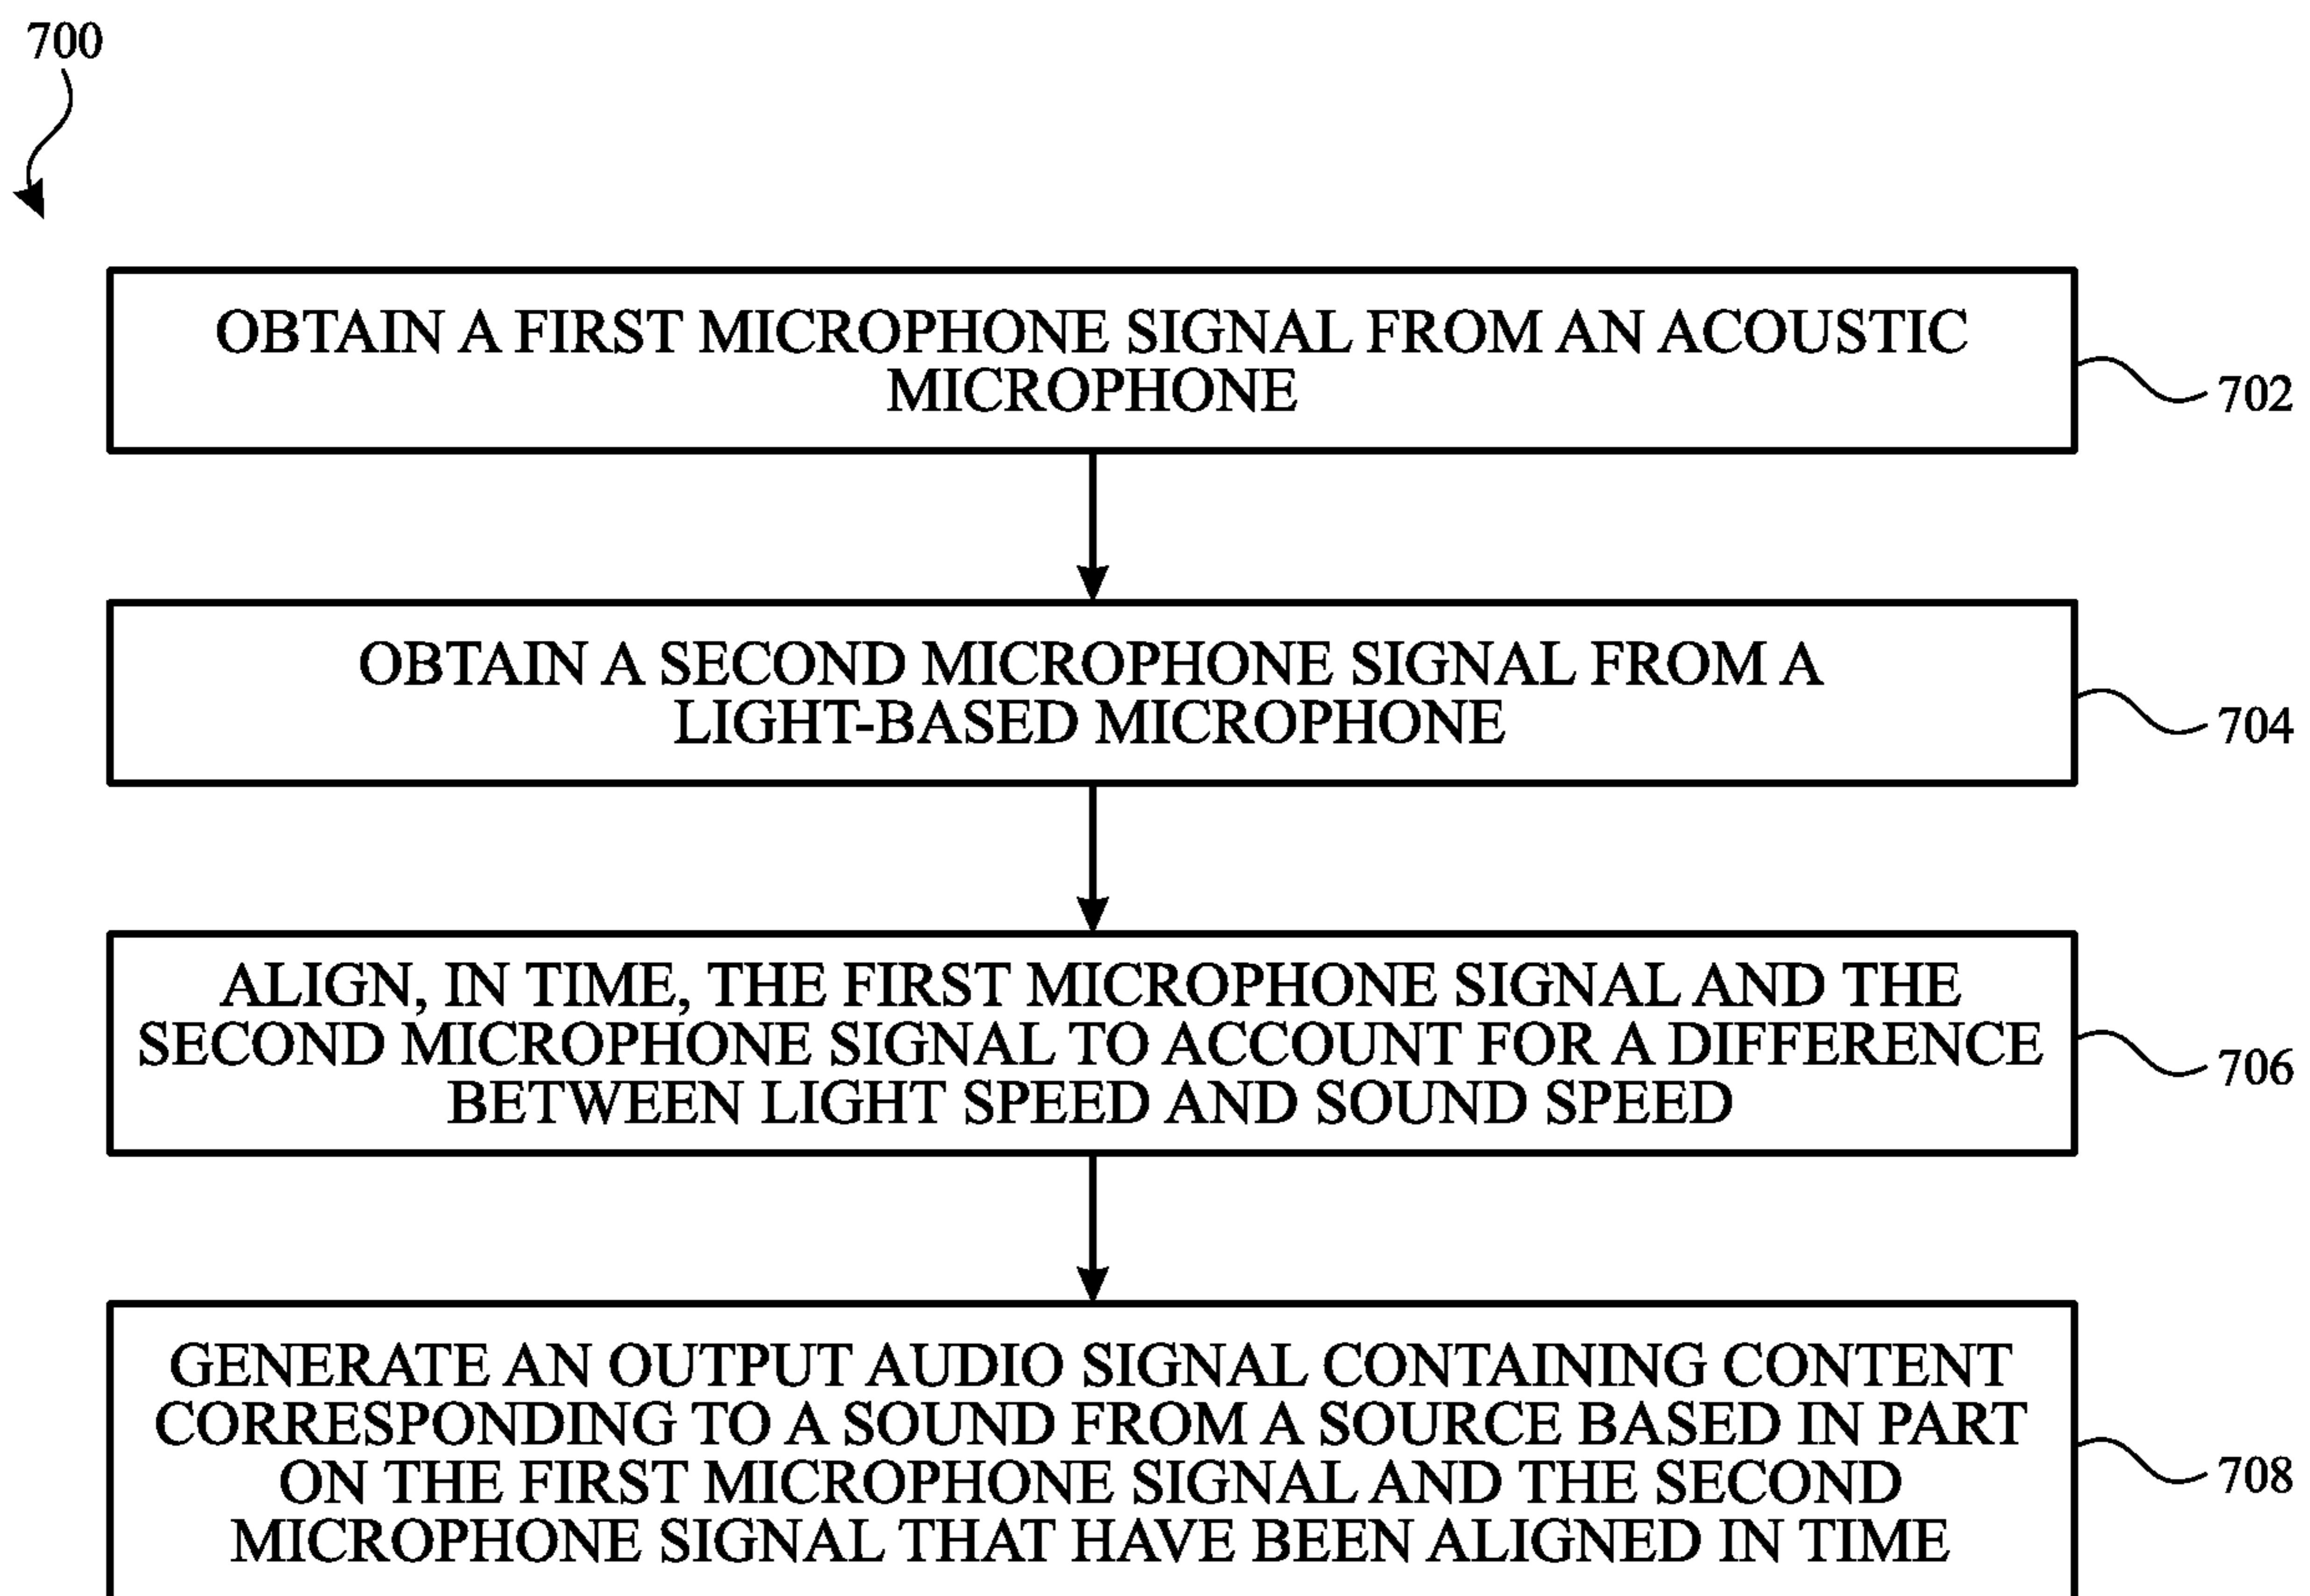 700
OBTAIN A FIRST MICROPHONE SIGNAL FROM AN ACOUSTIC
MICROPHONE
702
OBTAIN A SECOND MICROPHONE SIGNAL FROM A
LIGHT-BASED MICROPHONE
704
ALIGN, IN TIME, THE FIRST MICROPHONE SIGNAL AND THE
SECOND MICROPHONE SIGNAL TO ACCOUNT FOR A DIFFERENCE
BETWEEN LIGHT SPEED AND SOUND SPEED
706
GENERATE AN OUTPUT AUDIO SIGNAL CONTAINING CONTENT
CORRESPONDING TO A SOUND FROM A SOURCE BASED IN PART
ON THE FIRST MICROPHONE SIGNAL AND THE SECOND
MICROPHONE SIGNAL THAT HAVE BEEN ALIGNED IN TIME
708